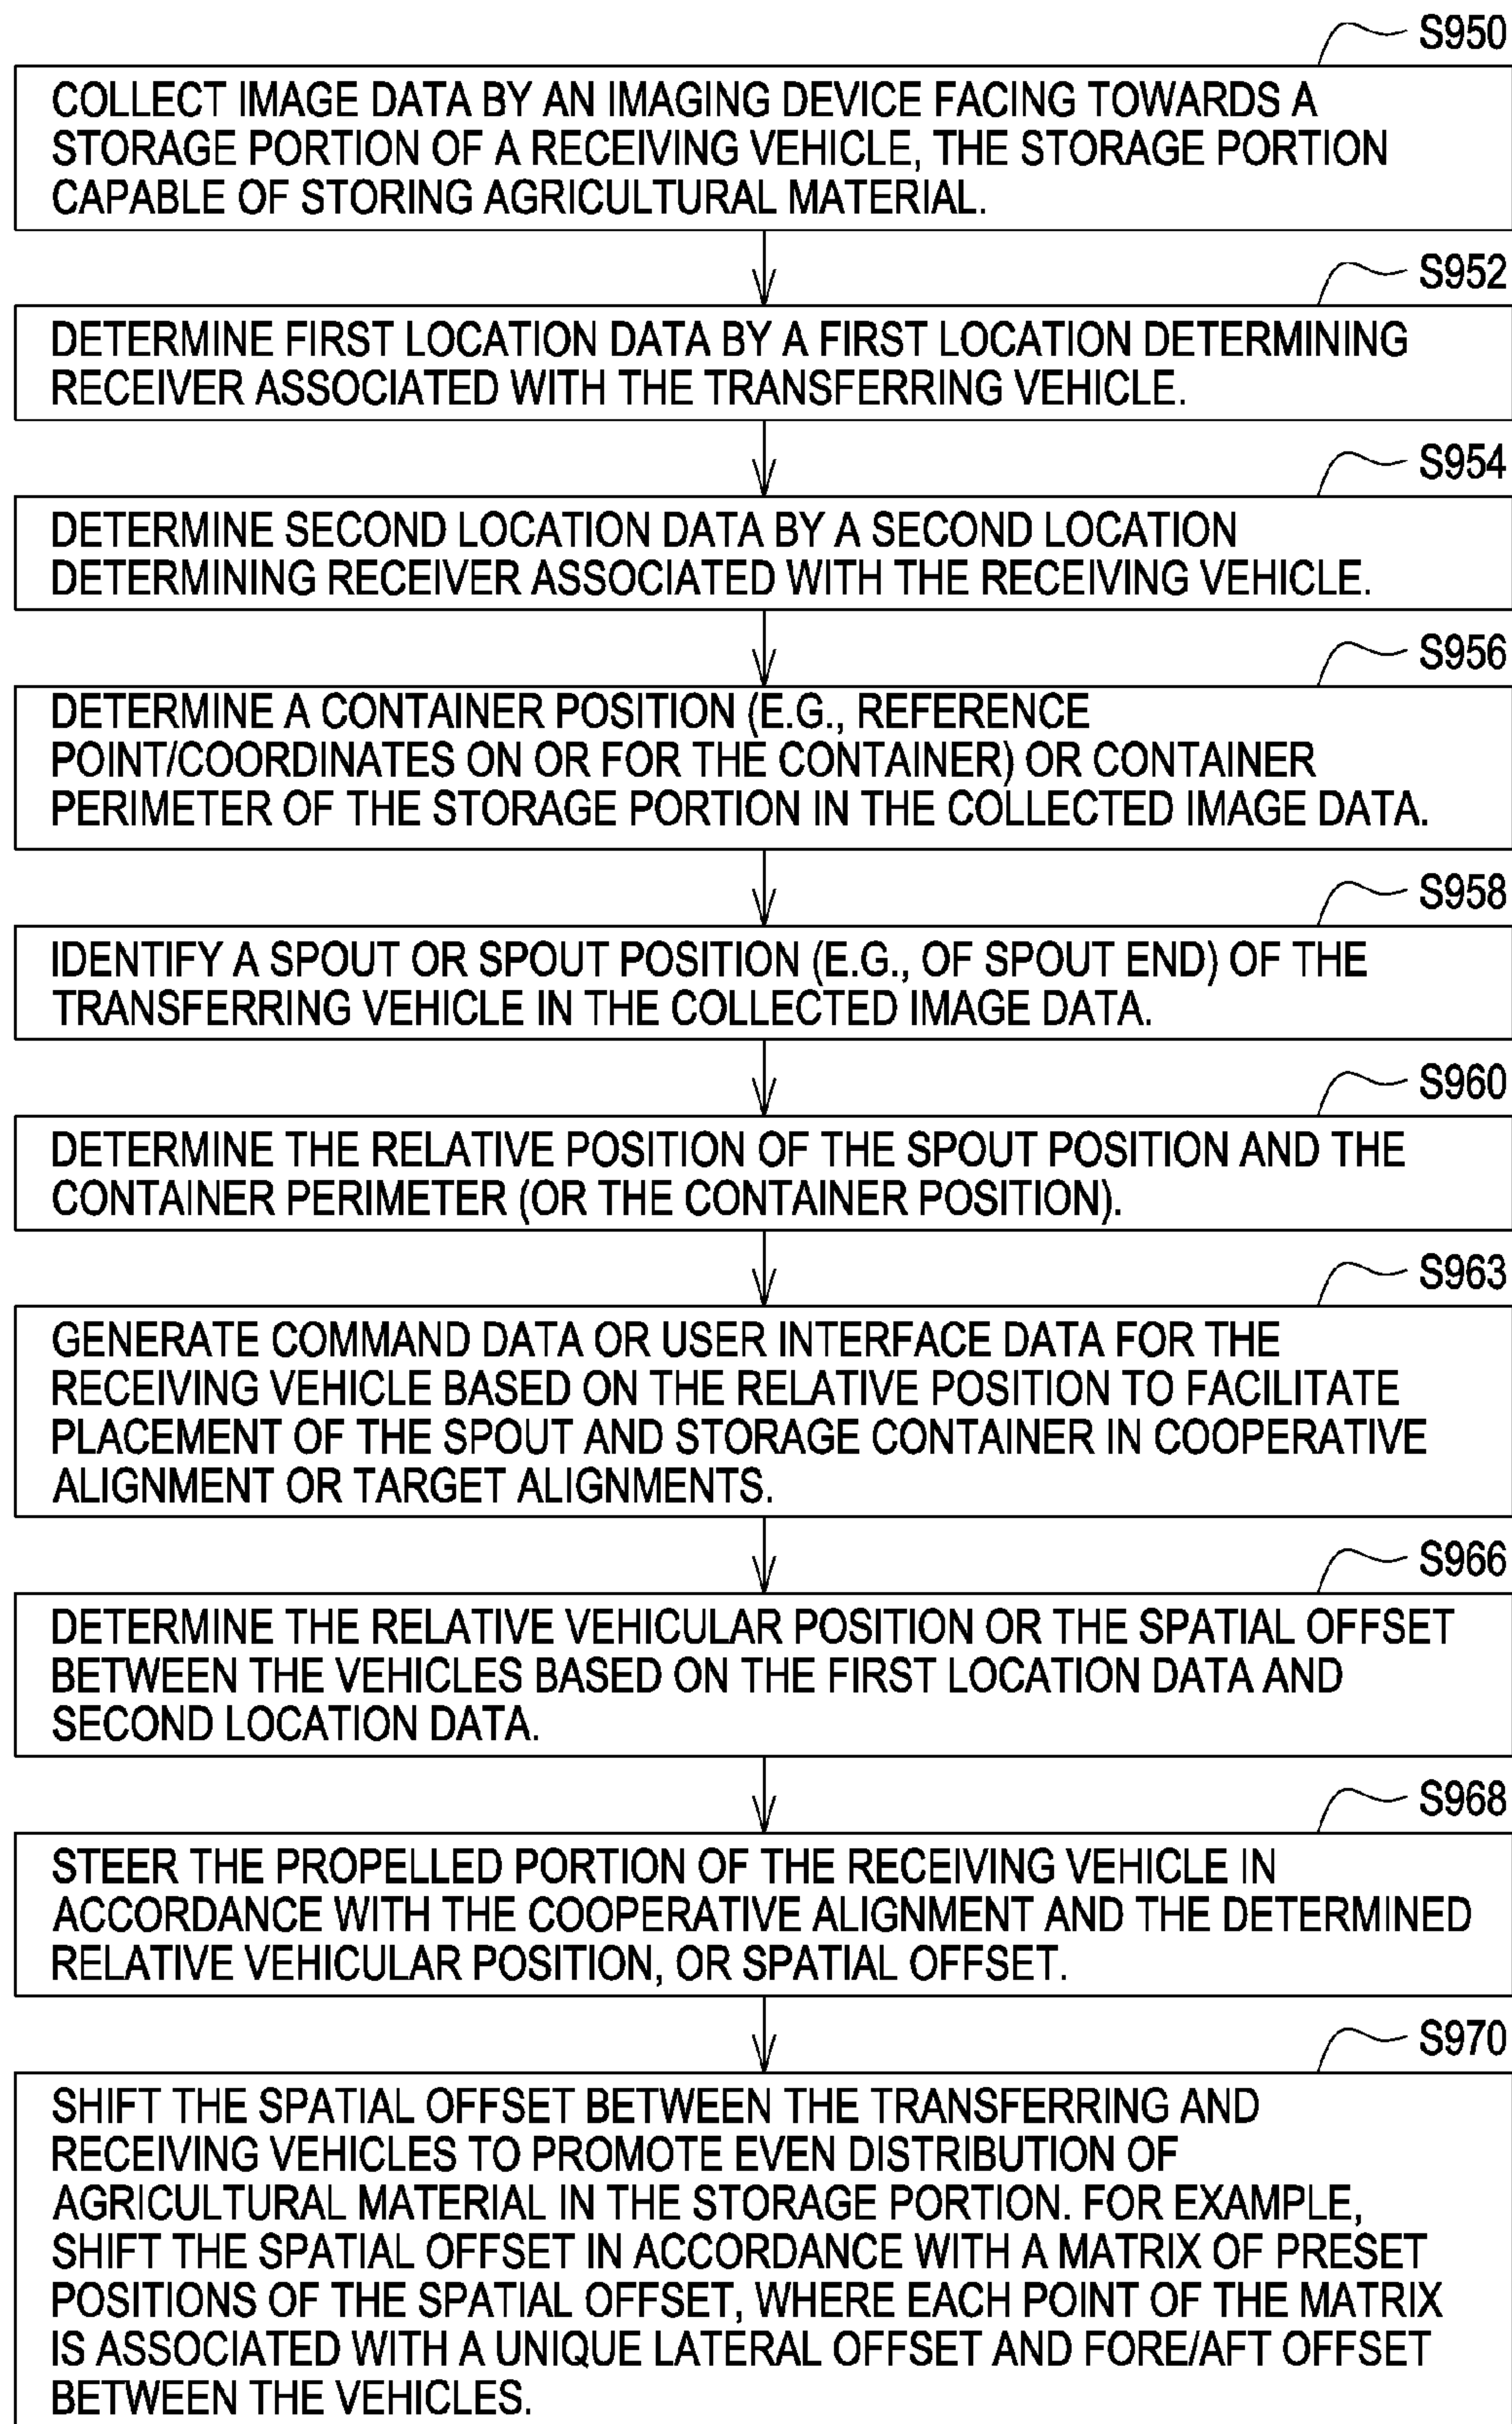 S950
COLLECT IMAGE DATA BY AN IMAGING DEVICE FACING TOWARDS A
STORAGE PORTION OF A RECEIVING VEHICLE, THE STORAGE PORTION
CAPABLE OF STORING AGRICULTURAL MATERIAL.
S952
DETERMINE FIRST LOCATION DATA BY A FIRST LOCATION DETERMINING
RECEIVER ASSOCIATED WITH THE TRANSFERRING VEHICLE.
S954
DETERMINE SECOND LOCATION DATA BY A SECOND LOCATION
DETERMINING RECEIVER ASSOCIATED WITH THE RECEIVING VEHICLE.
S956
DETERMINE A CONTAINER POSITION (E.G., REFERENCE
POINT/COORDINATES ON OR FOR THE CONTAINER) OR CONTAINER
PERIMETER OF THE STORAGE PORTION IN THE COLLECTED IMAGE DATA.
S958
IDENTIFY A SPOUT OR SPOUT POSITION (E.G., OF SPOUT END) OF THE
TRANSFERRING VEHICLE IN THE COLLECTED IMAGE DATA.
S960
DETERMINE THE RELATIVE POSITION OF THE SPOUT POSITION AND THE
CONTAINER PERIMETER (OR THE CONTAINER POSITION).
S963
GENERATE COMMAND DATA OR USER INTERFACE DATA FOR THE
RECEIVING VEHICLE BASED ON THE RELATIVE POSITION TO FACILITATE
PLACEMENT OF THE SPOUT AND STORAGE CONTAINER IN COOPERATIVE
ALIGNMENT OR TARGET ALIGNMENTS.
S966
DETERMINE THE RELATIVE VEHICULAR POSITION OR THE SPATIAL OFFSET
BETWEEN THE VEHICLES BASED ON THE FIRST LOCATION DATA AND
SECOND LOCATION DATA.
S968
STEER THE PROPELLED PORTION OF THE RECEIVING VEHICLE IN
ACCORDANCE WITH THE COOPERATIVE ALIGNMENT AND THE DETERMINED
RELATIVE VEHICULAR POSITION, OR SPATIAL OFFSET.
S970
SHIFT THE SPATIAL OFFSET BETWEEN THE TRANSFERRING AND
RECEIVING VEHICLES TO PROMOTE EVEN DISTRIBUTION OF
AGRICULTURAL MATERIAL IN THE STORAGE PORTION. FOR EXAMPLE,
SHIFT THE SPATIAL OFFSET IN ACCORDANCE WITH A MATRIX OF PRESET
POSITIONS OF THE SPATIAL OFFSET, WHERE EACH POINT OF THE MATRIX
IS ASSOCIATED WITH A UNIQUE LATERAL OFFSET AND FORE/AFT OFFSET
BETWEEN THE VEHICLES.